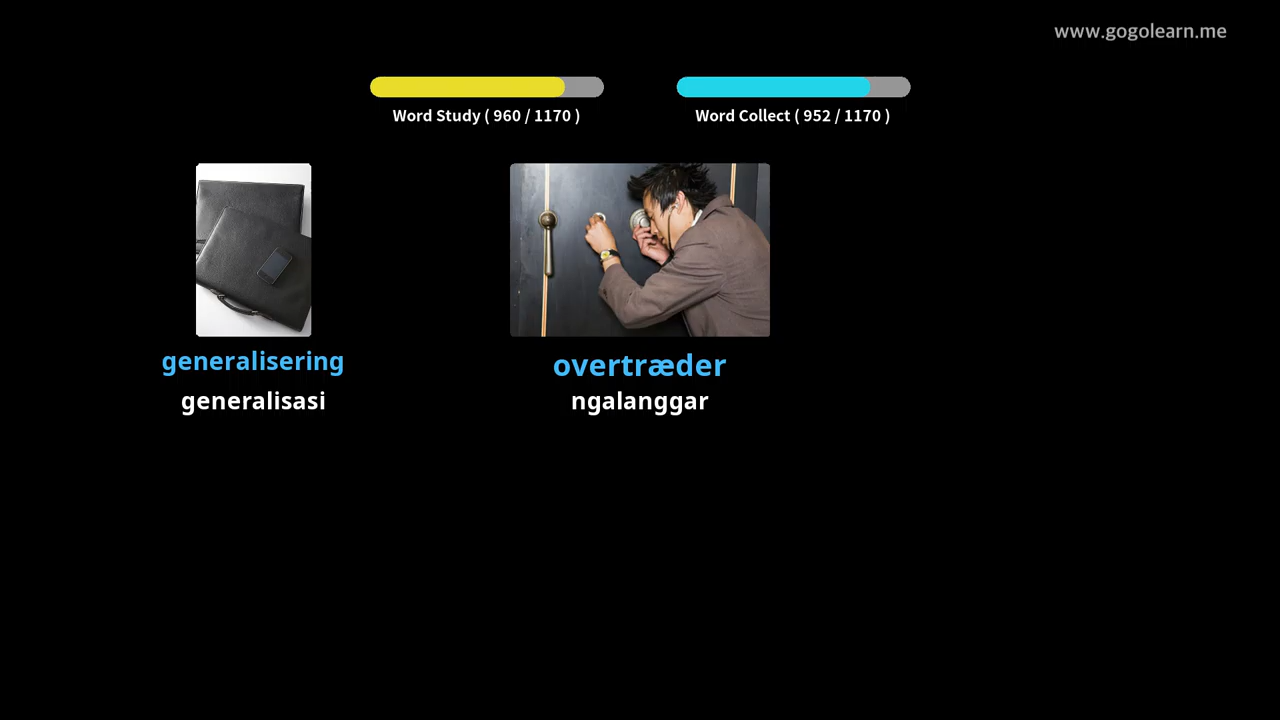 www.gogolearn.me
Word Study ( 960 / 1170 )
Word Collect ( 952 / 1170 )
generalisering
generalisasi
overtræder
ngalanggar